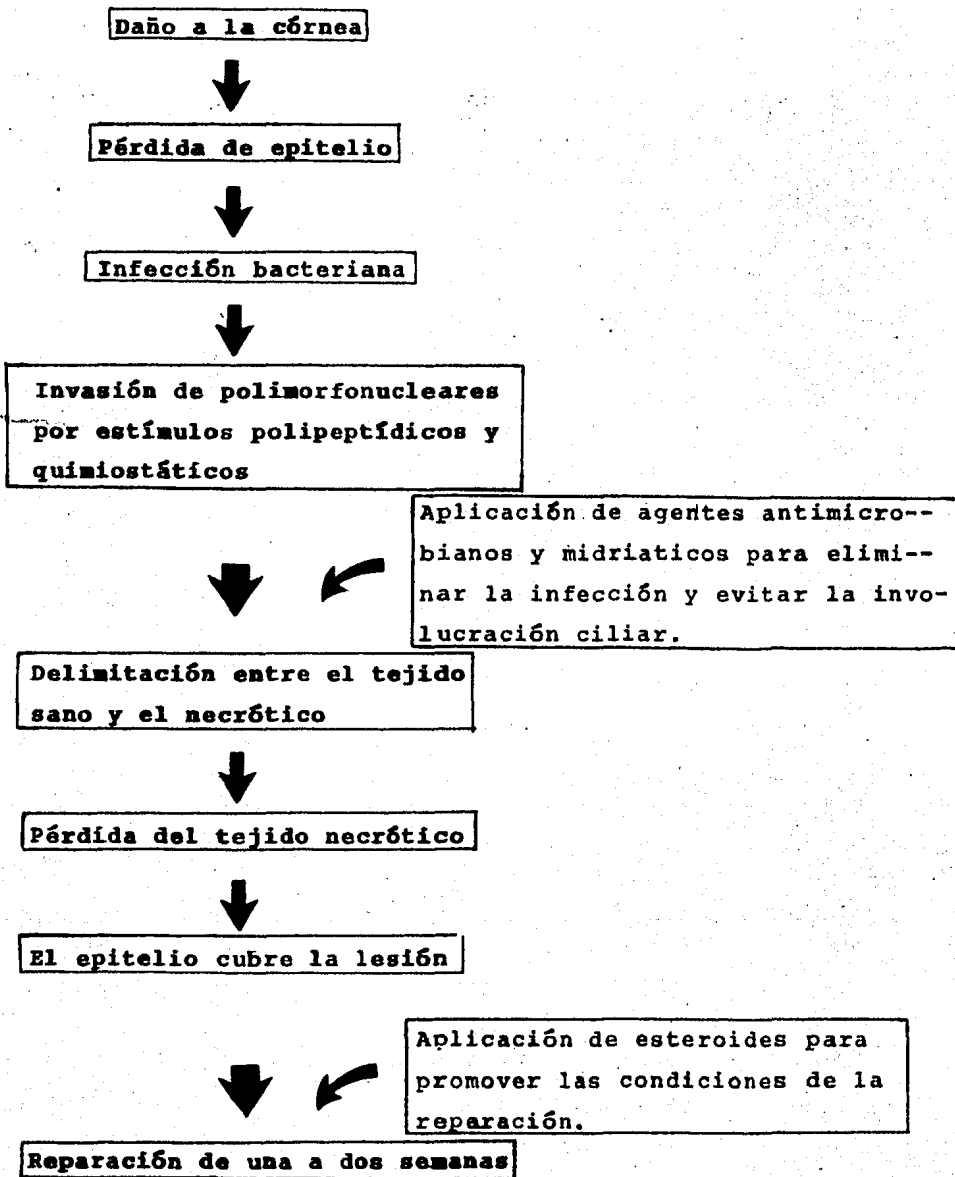 Daño a la córnea
Pérdida de epitelio
Infección bacteriana
Invasión de polimorfonucleares
por estímulos polipeptídicos y
quimiostáticos
Aplicación de agentes antimicro--
bianos y midriaticos para elimi--
nar la infección y evitar la invo-
lucración ciliar.
Delimitación entre el tejido
sano y el necrótico
Pérdida del tejido necrótico
El epitelio cubre la lesión
Aplicación de esteroides para
promover las condiciones de la
reparación.
Reparación de una a dos semanas